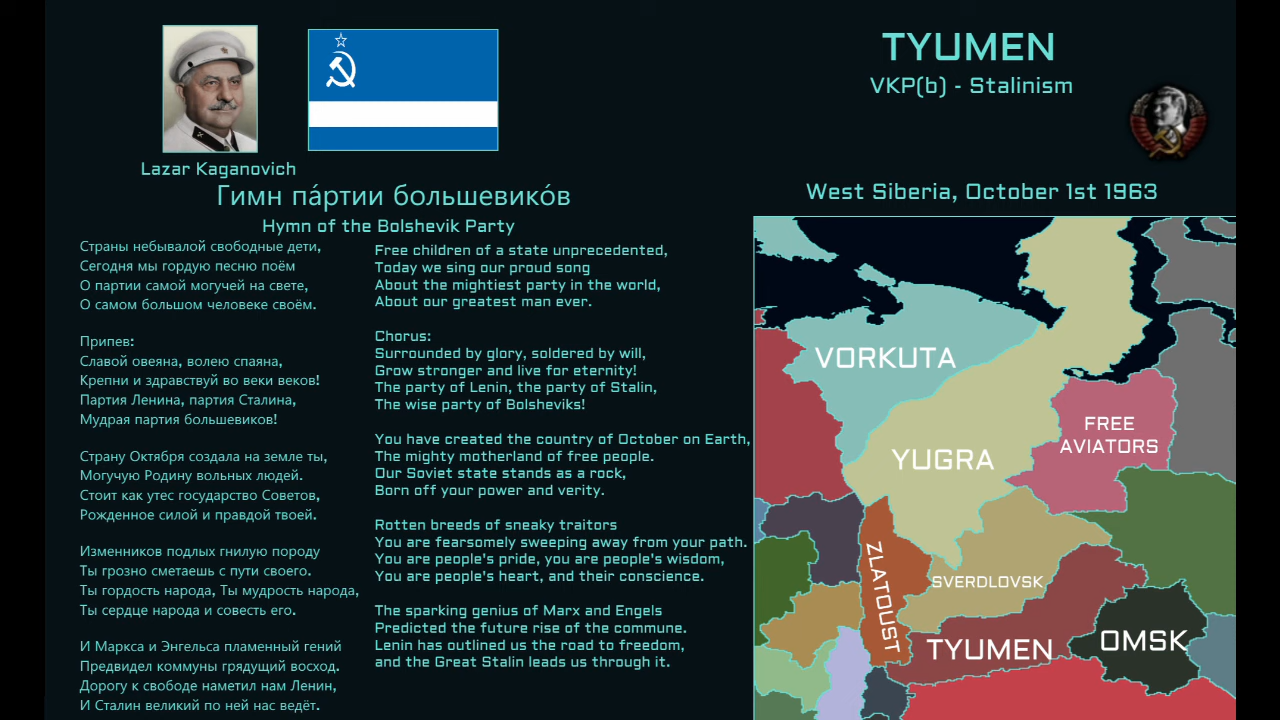 TYUMEN
VKP(b) - Stalinism
Lazar Kaganovich
Гимн па́ртии большевико́в
Hymn of the Bolshevik Party
Страны небывалой свободные дети,
Сегодня мы гордую песню поём
О партии самой могучей на свете,
О самом большом человеке своём.
Припев:
Славой овеяна, волею спаяна,
Крепни и здравствуй во веки веков!
Партия Ленина, партия Сталина,
Мудрая партия большевиков!
Страну Октября создала на земле ты,
Могучую Родину вольных людей.
Стоит как утес государство Советов,
Рожденное силой и правдой твоей.
Изменников подлых гнилую породу
Ты грозно сметаешь с пути своего.
Ты гордость народа, Ты мудрость народа,
Ты сердце народа и совесть его.
И Маркса и Энгельса пламенный гений
Предвидел коммуны грядущий восход.
Дорогу к свободе наметил нам Ленин,
И Сталин великий по ней нас ведёт.
Free children of a state unprecedented,
Today we sing our proud song
About the mightiest party in the world,
About our greatest man ever.
Chorus:
Surrounded by glory, soldered by will,
Grow stronger and live for eternity!
The party of Lenin, the party of Stalin,
The wise party of Bolsheviks!
You have created the country of October on Earth,
The mighty motherland of free people.
Our Soviet state stands as a rock,
Born off your power and verity.
Rotten breeds of sneaky traitors
You are fearsomely sweeping away from your path.
You are people's pride, you are people's wisdom,
You are people's heart, and their conscience.
The sparking genius of Marx and Engels
Predicted the future rise of the commune.
Lenin has outlined us the road to freedom,
and the Great Stalin leads us through it.
West Siberia, October 1st 1963
VORKUTA
YUGRA
FREE
AVIATORS
ZLATOUST
SVERDLOVSK
TYUMEN
OMSK